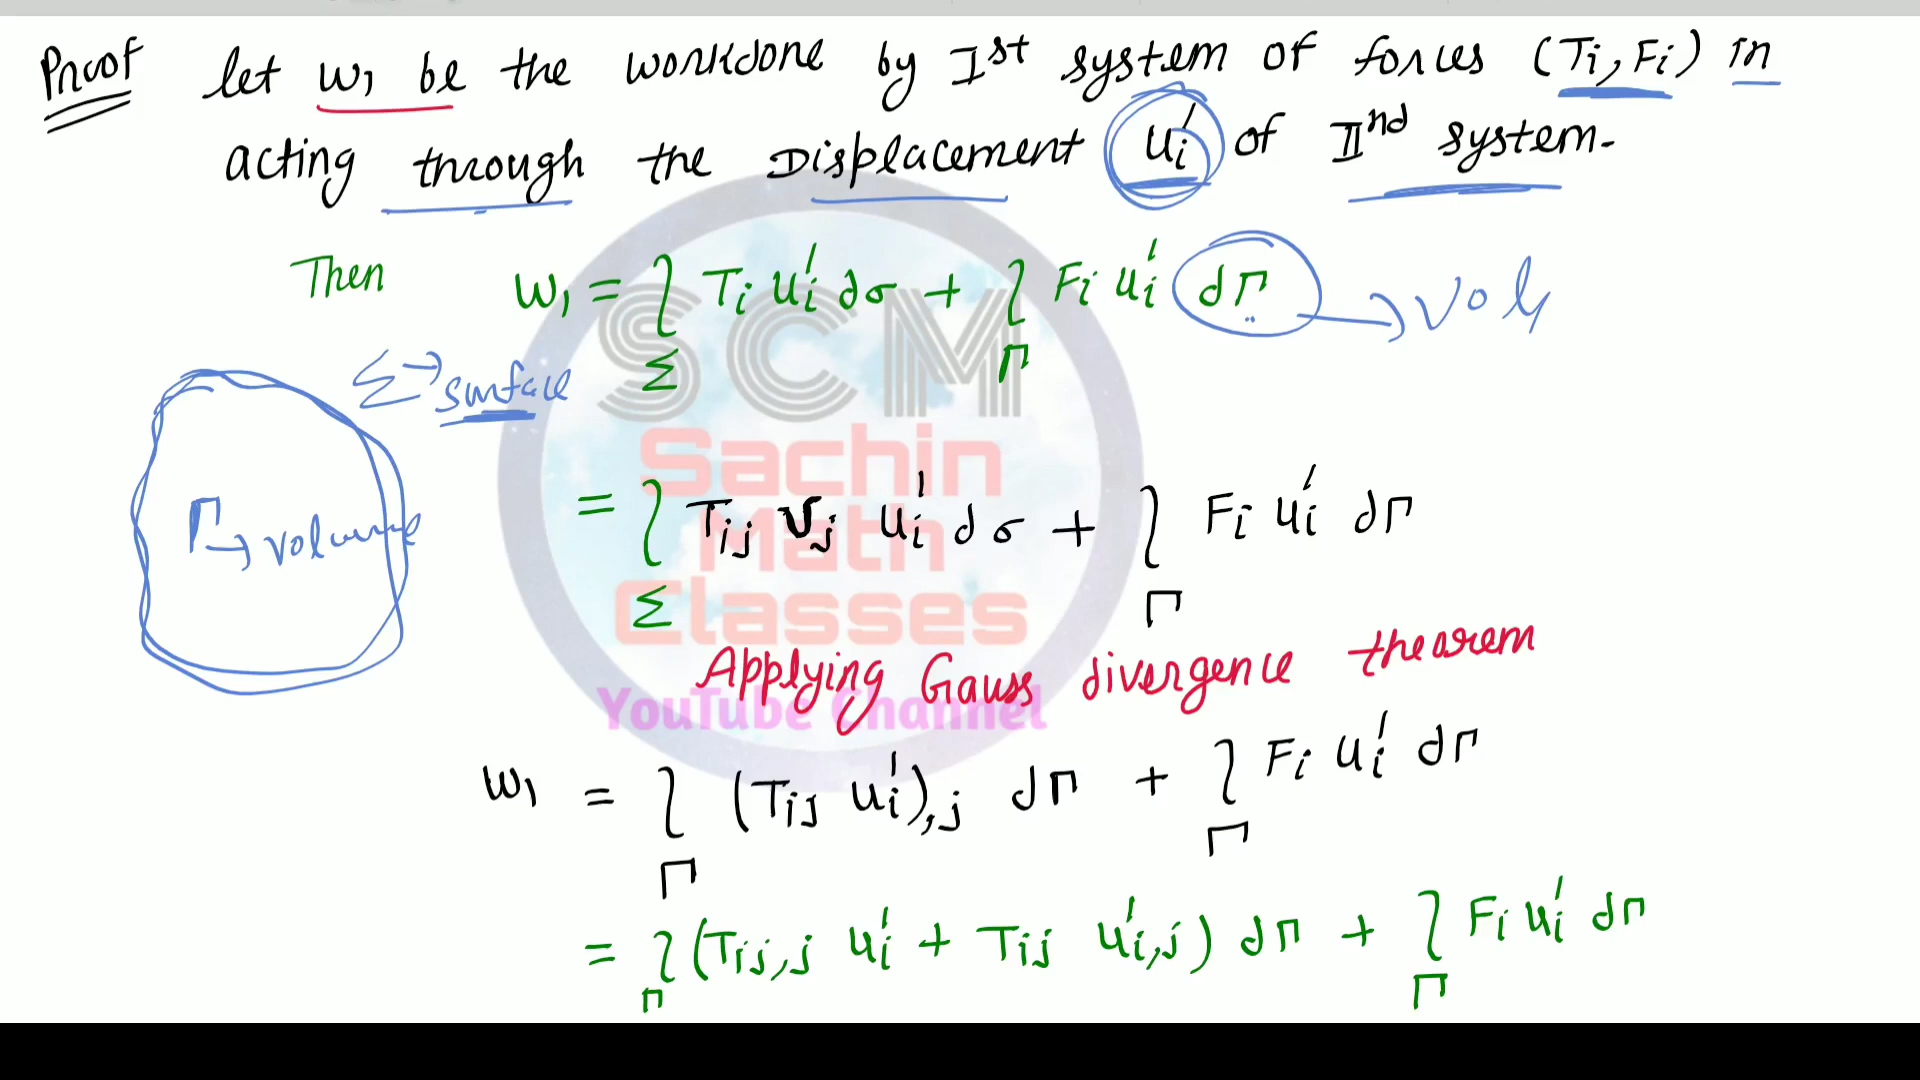 Proof let W₁ be the workdone by Ist system of forces (Ti, Fi) in
acting through the Displacement ui' of IInd system.
Then W₁ = ∫_Σ Ti ui' dσ + ∫_Γ Fi ui' dΓ → vol
Σ → surface
Γ → volume
= ∫_Σ Tij νj ui' dσ + ∫_Γ Fi ui' dΓ
Applying Gauss divergence theorem
W₁ = ∫_Γ (Tij ui'),j dΓ + ∫_Γ Fi ui' dΓ
= ∫_Γ (Tij,j ui' + Tij ui',j) dΓ + ∫_Γ Fi ui' dΓ
SCM
Sachin
Math
Classes
YouTube Channel